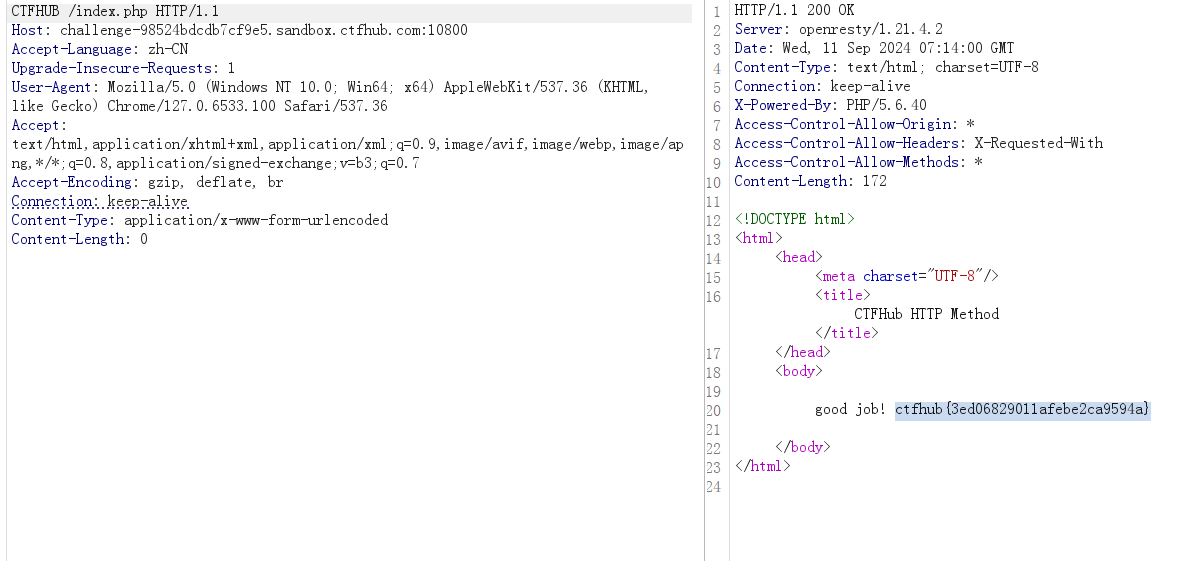 CTFHUB /index.php HTTP/1.1
Host: challenge-98524bdcdb7cf9e5.sandbox.ctfhub.com:10800
Accept-Language: zh-CN
Upgrade-Insecure-Requests: 1
User-Agent: Mozilla/5.0 (Windows NT 10.0; Win64; x64) AppleWebKit/537.36 (KHTML,
like Gecko) Chrome/127.0.6533.100 Safari/537.36
Accept:
text/html,application/xhtml+xml,application/xml;q=0.9,image/avif,image/webp,image/ap
ng,*/*;q=0.8,application/signed-exchange;v=b3;q=0.7
Accept-Encoding: gzip, deflate, br
Connection: keep-alive
Content-Type: application/x-www-form-urlencoded
Content-Length: 0
1 HTTP/1.1 200 OK
2 Server: openresty/1.21.4.2
3 Date: Wed, 11 Sep 2024 07:14:00 GMT
4 Content-Type: text/html; charset=UTF-8
5 Connection: keep-alive
6 X-Powered-By: PHP/5.6.40
7 Access-Control-Allow-Origin: *
8 Access-Control-Allow-Headers: X-Requested-With
9 Access-Control-Allow-Methods: *
10 Content-Length: 172
11
12 <!DOCTYPE html>
13 <html>
14 <head>
15 <meta charset="UTF-8"/>
16 <title>
CTFHub HTTP Method
</title>
17 </head>
18 <body>
19
20 good job! ctfhub{3ed06829011afebe2ca9594a}
21
22 </body>
23 </html>
24